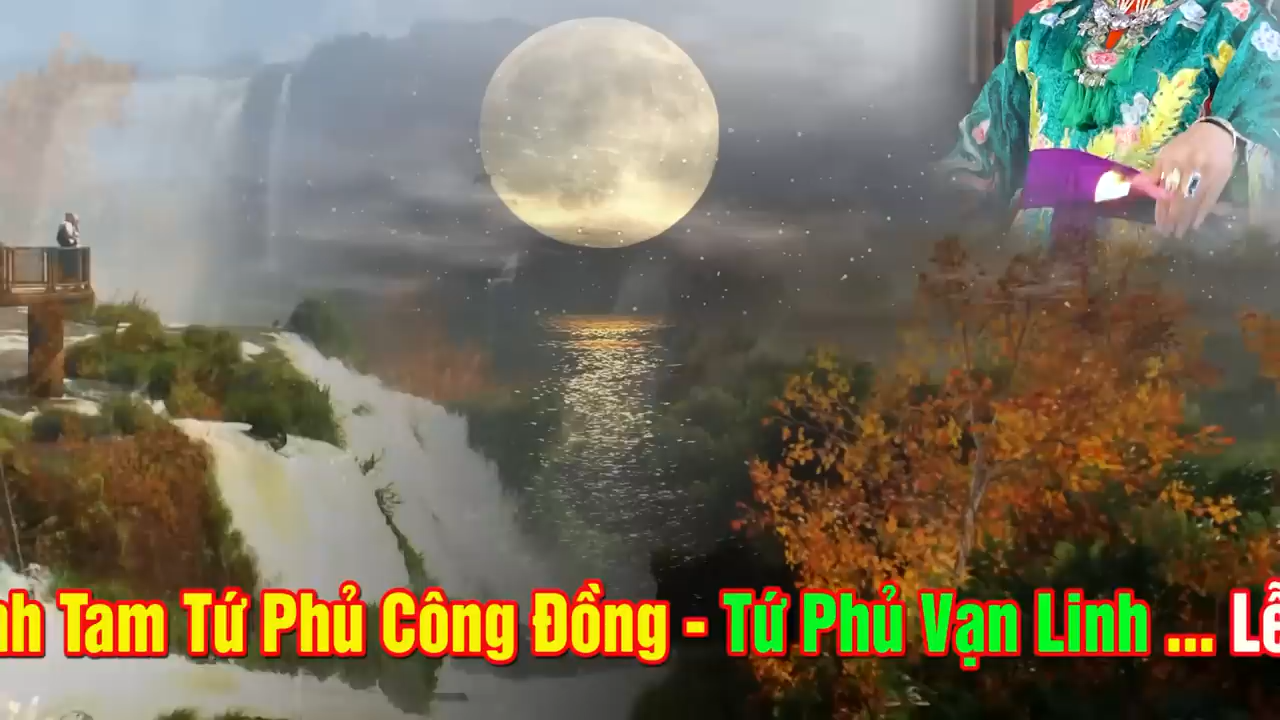 Tam Tứ Phủ Công Đồng - Tứ Phủ Vạn Linh ...